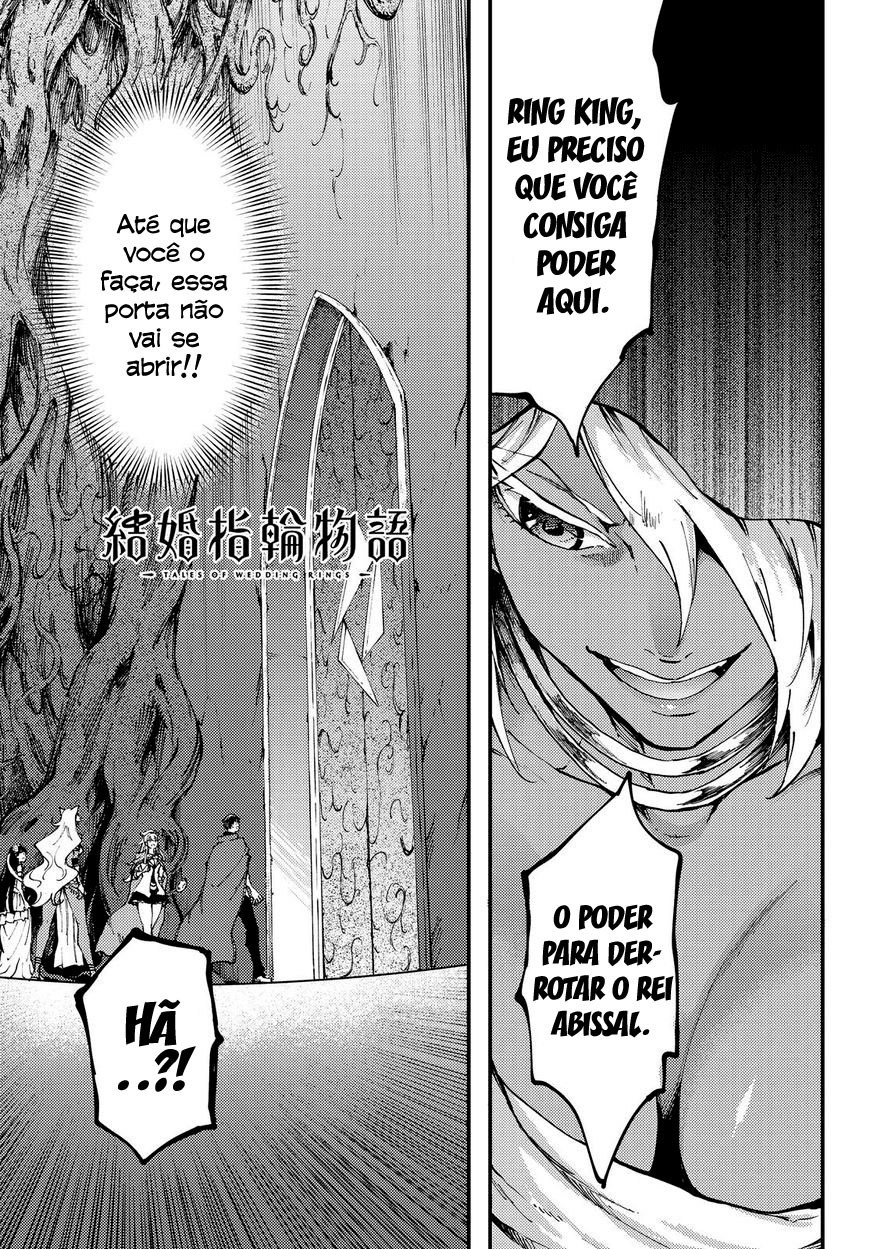 RING KING,
EU PRECISO
QUE VOCÊ
CONSIGA
PODER
AQUI.
O PODER
PARA DER-
ROTAR O REI
ABISSAL.
Até que
você o
faça, essa
porta não
vai se
abrir!!
結婚指輪物語
TALES OF WEDDING RINGS
HÃ
..?!